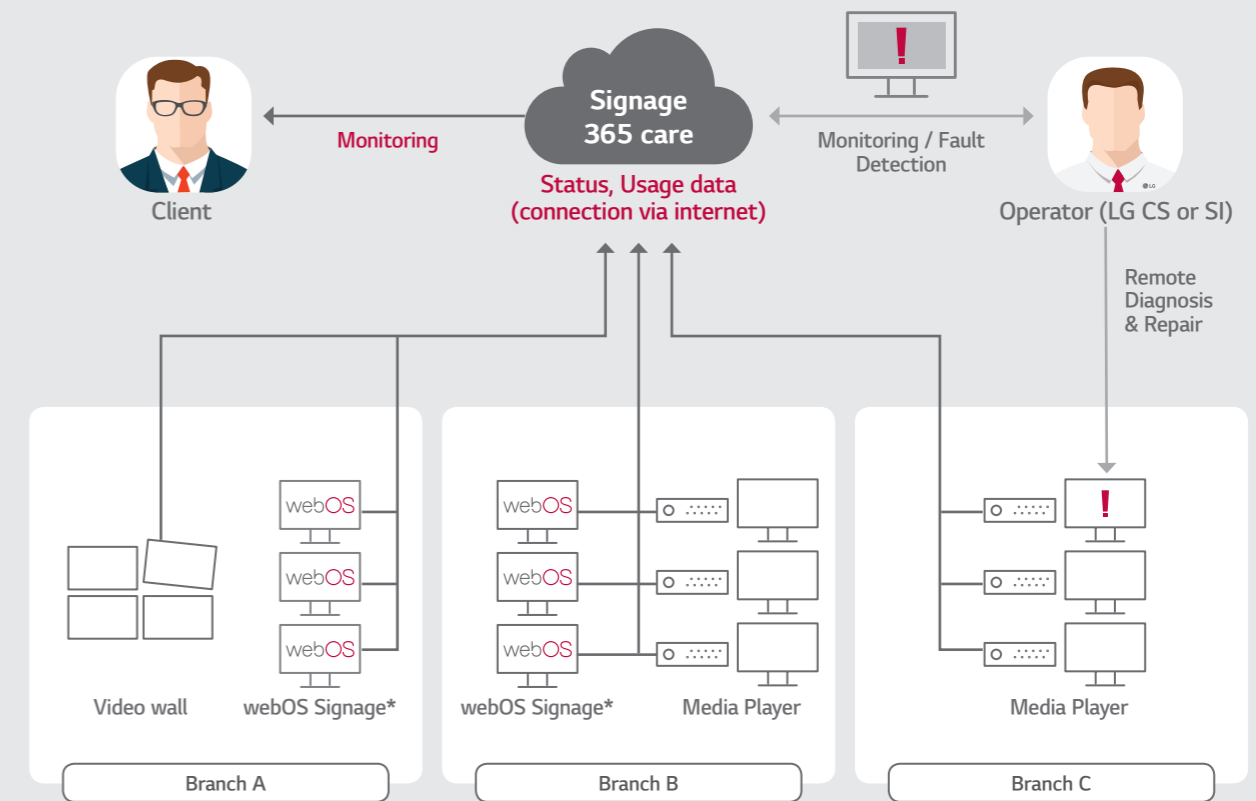 Signage
365 care
Monitoring
Monitoring / Fault
Detection
!
Status, Usage data
(connection via internet)
Client
LG
Operator (LG CS or SI)
Remote
Diagnosis
& Repair
webOS
webOS
webOS
Video wall
webOS Signage*
Branch A
webOS
webOS
webOS
webOS Signage*
Media Player
Branch B
!
Media Player
Branch C